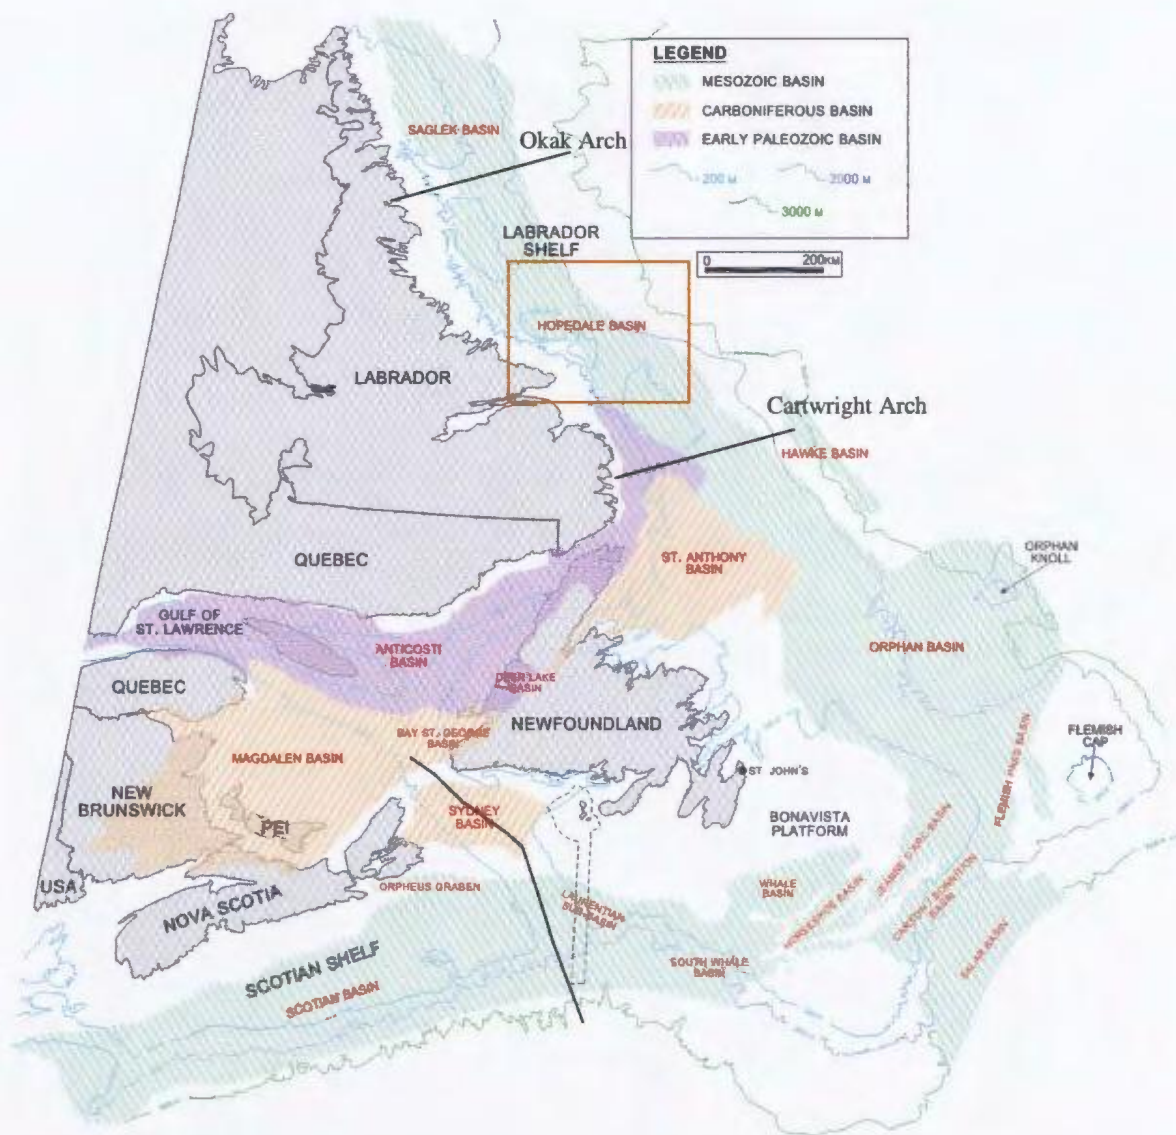 LEGEND
MESOZOIC BASIN
CARBONIFEROUS BASIN
EARLY PALEOZOIC BASIN
200 M
2000 M
3000 M
0 200KM
SAGLEK BASIN
Okak Arch
LABRADOR
SHELF
HOPEDALE BASIN
LABRADOR
Cartwright Arch
HAWKE BASIN
QUEBEC
ST. ANTHONY
BASIN
ORPHAN
KNOLL
GULF OF
ST. LAWRENCE
ANTICOSTI
BASIN
ORPHAN BASIN
QUEBEC
DEER LAKE
BASIN
NEWFOUNDLAND
BAY ST. GEORGE
BASIN
FLEMISH PASS BASIN
FLEMISH
CAP
MAGDALEN BASIN
ST JOHN'S
NEW
BRUNSWICK
PEI
SYDNEY
BASIN
BONAVISTA
PLATFORM
USA
NOVA SCOTIA
ORPHEUS GRABEN
LAURENTIAN
SUB-BASIN
WHALE
BASIN
HORSESHOE BASIN
JEANNE D'ARC BASIN
BASIN
SALAR BASIN
SCOTIAN SHELF
SCOTIAN BASIN
SOUTH WHALE
BASIN